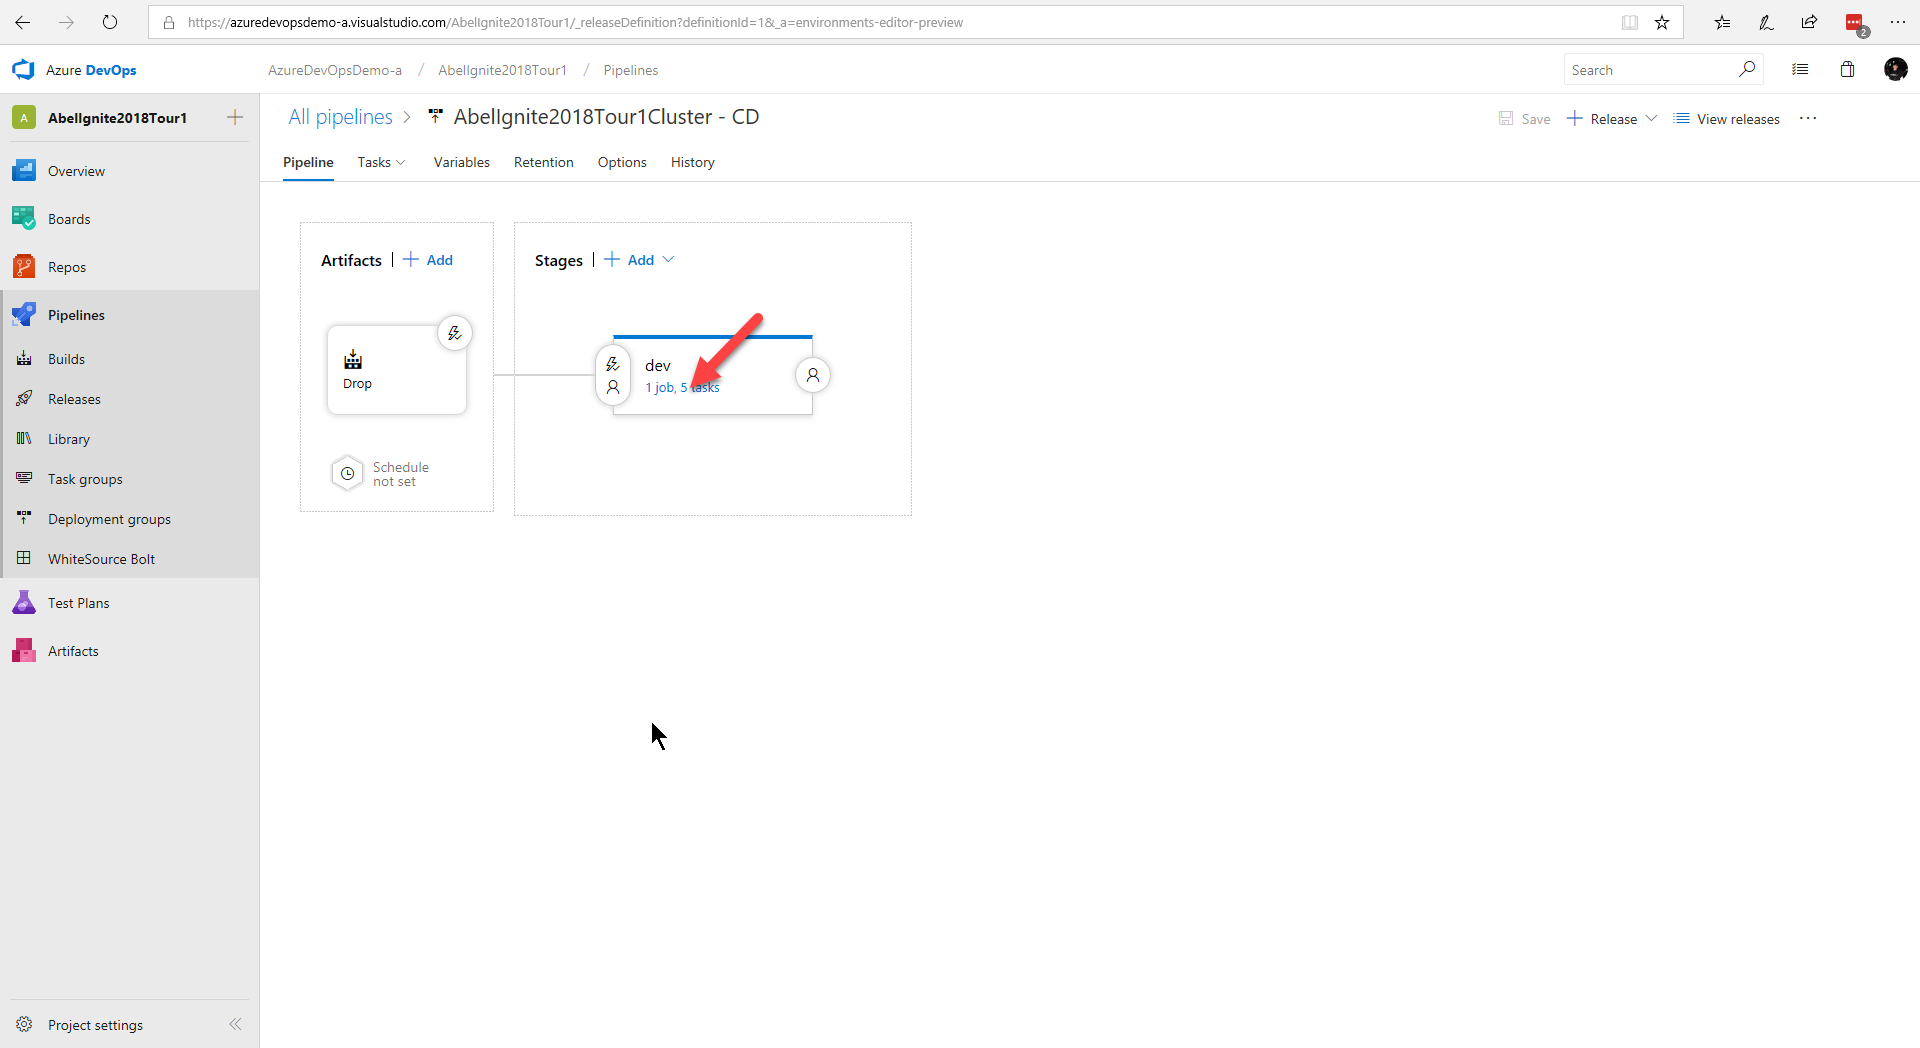 https://azuredevopsdemo-a.visualstudio.com/AbelIgnite2018Tour1/_releaseDefinition?definitionId=1&_a=environments-editor-preview
2
Azure DevOps
AzureDevOpsDemo-a / AbelIgnite2018Tour1 / Pipelines
Search
A
AbelIgnite2018Tour1
All pipelines > AbelIgnite2018Tour1Cluster - CD
Save
Release
View releases
Pipeline
Tasks
Variables
Retention
Options
History
Overview
Boards
Repos
Pipelines
Builds
Releases
Library
Task groups
Deployment groups
WhiteSource Bolt
Test Plans
Artifacts
Project settings
Artifacts | + Add
Drop
Schedule
not set
Stages | + Add
dev
1 job, 5 tasks